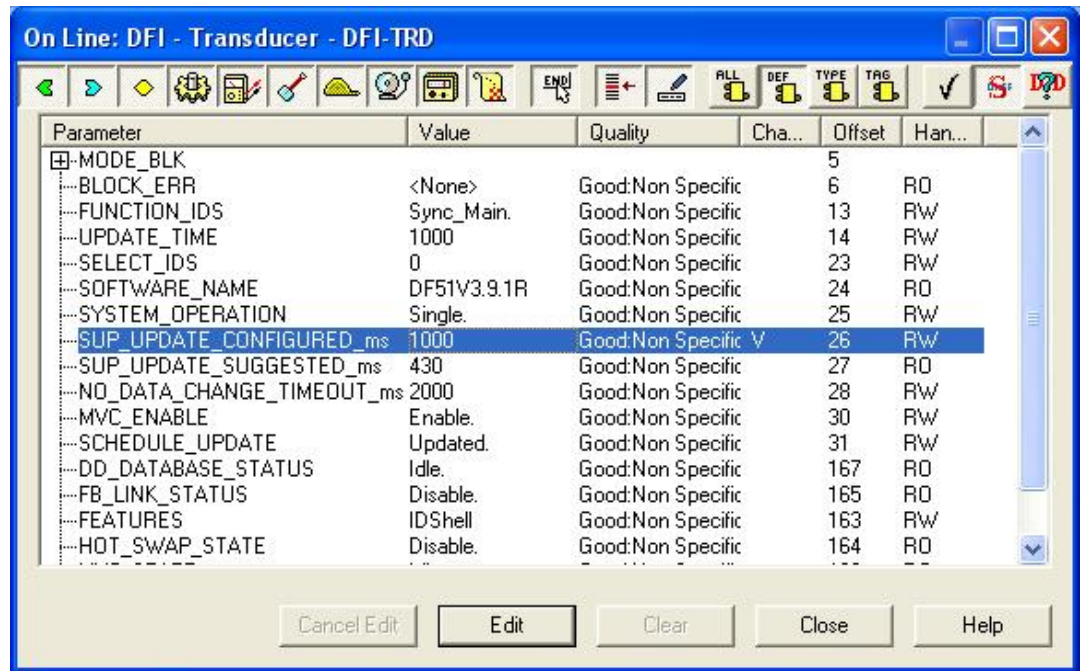 On Line: DFI - Transducer - DFI-TRD
END ALL DEF TYPE TAG
Parameter Value Quality Cha... Offset Han...
MODE_BLK 5
BLOCK_ERR <None> Good:Non Specific 6 RO
FUNCTION_IDS Sync_Main. Good:Non Specific 13 RW
UPDATE_TIME 1000 Good:Non Specific 14 RW
SELECT_IDS 0 Good:Non Specific 23 RW
SOFTWARE_NAME DF51V3.9.1R Good:Non Specific 24 RO
SYSTEM_OPERATION Single. Good:Non Specific 25 RW
SUP_UPDATE_CONFIGURED_ms 1000 Good:Non Specific V 26 RW
SUP_UPDATE_SUGGESTED_ms 430 Good:Non Specific 27 RO
NO_DATA_CHANGE_TIMEOUT_ms 2000 Good:Non Specific 28 RW
MVC_ENABLE Enable. Good:Non Specific 30 RW
SCHEDULE_UPDATE Updated. Good:Non Specific 31 RW
DD_DATABASE_STATUS Idle. Good:Non Specific 167 RO
FB_LINK_STATUS Disable. Good:Non Specific 165 RO
FEATURES IDShell Good:Non Specific 163 RW
HOT_SWAP_STATE Disable. Good:Non Specific 164 RO
Cancel Edit Edit Clear Close Help